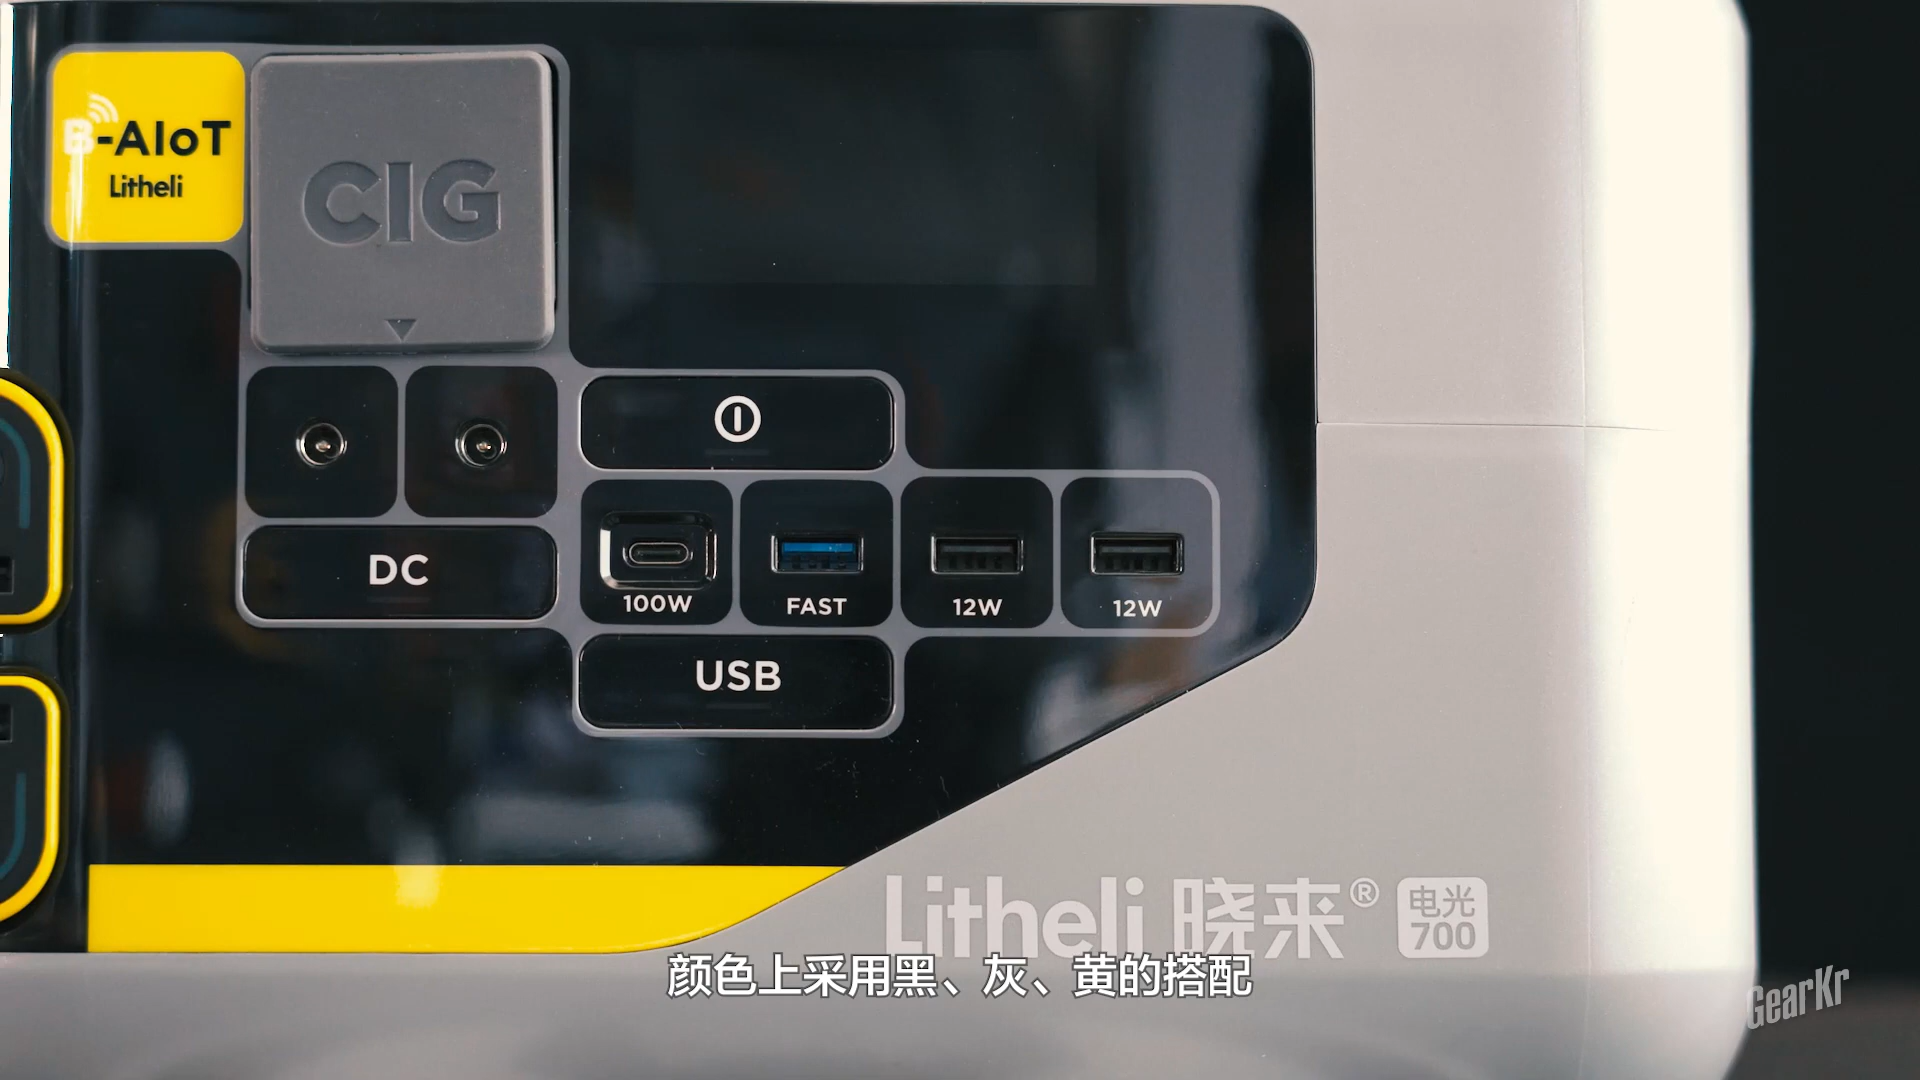 B-AIoT
Litheli
CIG
DC
100W
FAST
12W
12W
USB
Litheli 晓来® 电光 700
颜色上采用黑、灰、黄的搭配
GearKr